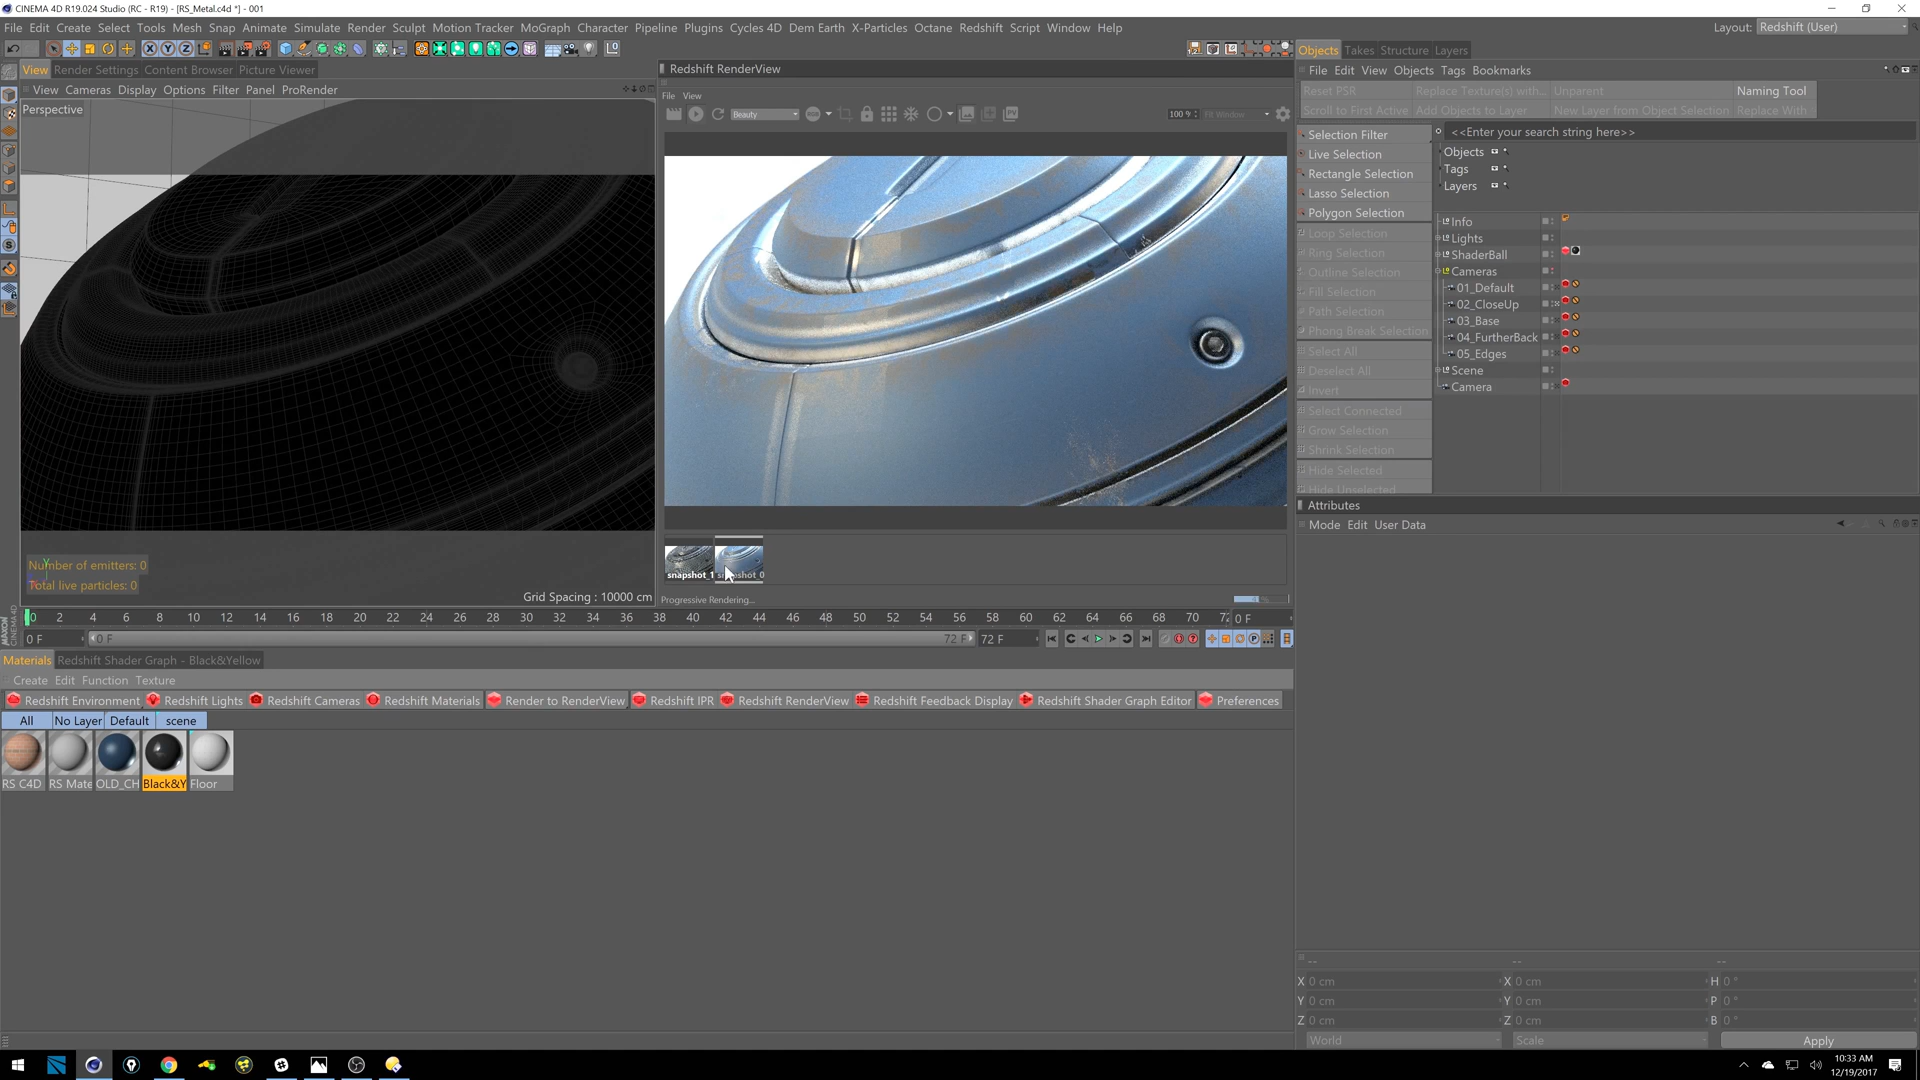 CINEMA 4D R19.024 Studio (RC - R19) - [RS_Metal.c4d *] - 001
File Edit Create Select Tools Mesh Snap Animate Simulate Render Sculpt Motion Tracker MoGraph Character Pipeline Plugins Cycles 4D Dem Earth X-Particles Octane Redshift Script Window Help
Layout: Redshift (User)
View Render Settings Content Browser Picture Viewer
View Cameras Display Options Filter Panel ProRender
Perspective
Number of emitters: 0
Total live particles: 0
Grid Spacing : 10000 cm
Redshift RenderView
File View
Beauty
100 %
Fit Window
snapshot_1
snapshot_0
Progressive Rendering...
Objects Takes Structure Layers
File Edit View Objects Tags Bookmarks
Reset PSR Replace Texture(s) with... Unparent Naming Tool
Scroll to First Active Add Objects to Layer New Layer from Object Selection Replace With
Selection Filter
Live Selection
Rectangle Selection
Lasso Selection
Polygon Selection
Loop Selection
Ring Selection
Outline Selection
Fill Selection
Path Selection
Phong Break Selection
Select All
Deselect All
Invert
Select Connected
Grow Selection
Shrink Selection
Hide Selected
Hide Unselected
<<Enter your search string here>>
Objects
Tags
Layers
Info
Lights
ShaderBall
Cameras
01_Default
02_CloseUp
03_Base
04_FurtherBack
05_Edges
Scene
Camera
Attributes
Mode Edit User Data
0 2 4 6 8 10 12 14 16 18 20 22 24 26 28 30 32 34 36 38 40 42 44 46 48 50 52 54 56 58 60 62 64 66 68 70 72 0 F
0 F 0 F 72 F 72 F
MAXON CINEMA 4D
Materials Redshift Shader Graph - Black&Yellow
Create Edit Function Texture
Redshift Environment Redshift Lights Redshift Cameras Redshift Materials Render to RenderView Redshift IPR Redshift RenderView Redshift Feedback Display Redshift Shader Graph Editor Preferences
All No Layer Default scene
RS C4D RS Mate OLD_CH Black&Y Floor
-- -- --
X 0 cm X 0 cm H 0 °
Y 0 cm Y 0 cm P 0 °
Z 0 cm Z 0 cm B 0 °
World Scale Apply
10:33 AM
12/19/2017